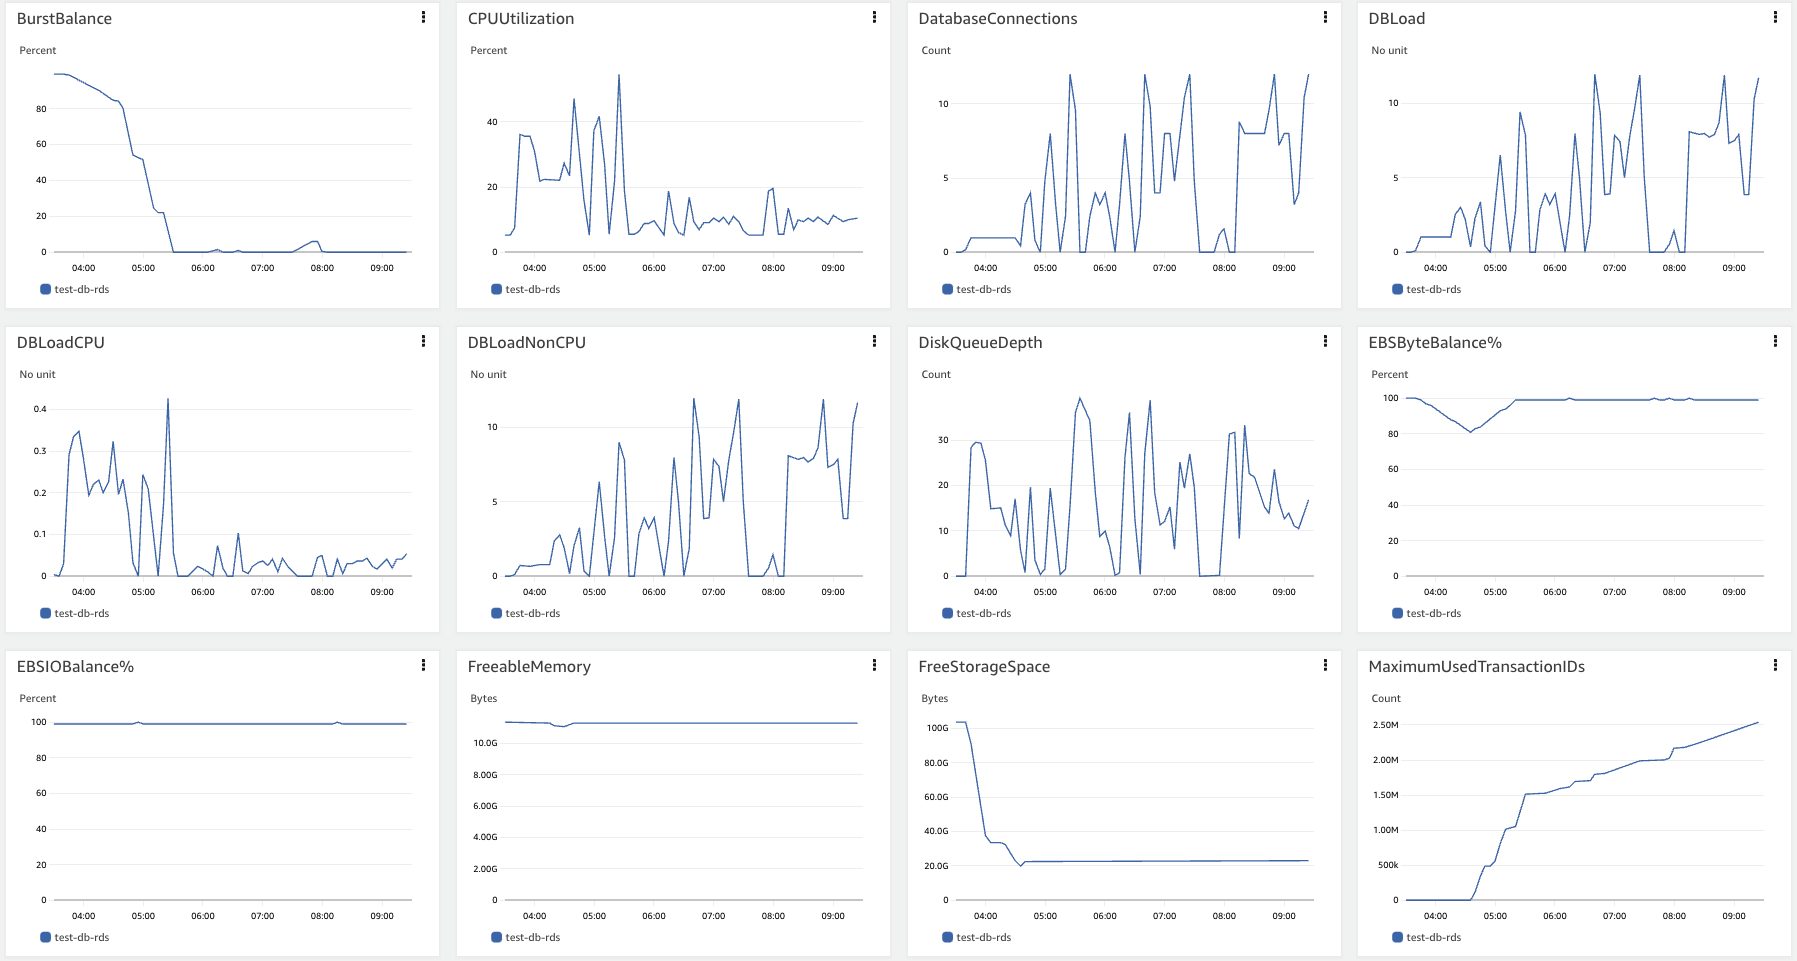 BurstBalance
Percent
80
60
40
20
0
04:00 05:00 06:00 07:00 08:00 09:00
test-db-rds
CPUUtilization
Percent
40
20
0
04:00 05:00 06:00 07:00 08:00 09:00
test-db-rds
DatabaseConnections
Count
10
5
0
04:00 05:00 06:00 07:00 08:00 09:00
test-db-rds
DBLoad
No unit
10
5
0
04:00 05:00 06:00 07:00 08:00 09:00
test-db-rds
DBLoadCPU
No unit
0.4
0.3
0.2
0.1
0
04:00 05:00 06:00 07:00 08:00 09:00
test-db-rds
DBLoadNonCPU
No unit
10
5
0
04:00 05:00 06:00 07:00 08:00 09:00
test-db-rds
DiskQueueDepth
Count
30
20
10
0
04:00 05:00 06:00 07:00 08:00 09:00
test-db-rds
EBSByteBalance%
Percent
100
80
60
40
20
0
04:00 05:00 06:00 07:00 08:00 09:00
test-db-rds
EBSIOBalance%
Percent
100
80
60
40
20
0
04:00 05:00 06:00 07:00 08:00 09:00
test-db-rds
FreeableMemory
Bytes
10.0G
8.00G
6.00G
4.00G
2.00G
0
04:00 05:00 06:00 07:00 08:00 09:00
test-db-rds
FreeStorageSpace
Bytes
100G
80.0G
60.0G
40.0G
20.0G
0
04:00 05:00 06:00 07:00 08:00 09:00
test-db-rds
MaximumUsedTransactionIDs
Count
2.50M
2.00M
1.50M
1.00M
500k
0
04:00 05:00 06:00 07:00 08:00 09:00
test-db-rds